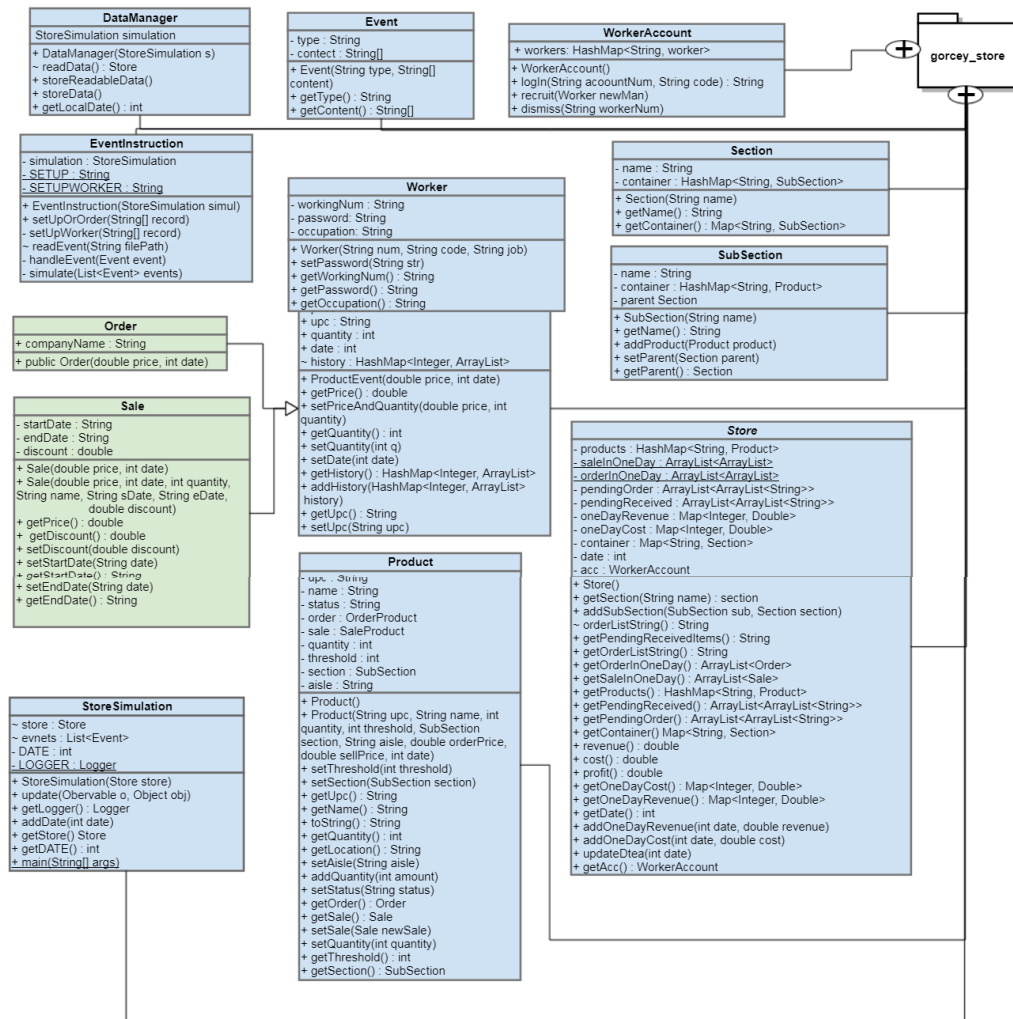 DataManager
StoreSimulation simulation
+ DataManager(StoreSimulation s)
~ readData() : Store
+ storeReadableData()
+ storeData()
+ getLocalDate() : int
Event
- type : String
- contect : String[]
+ Event(String type, String[]
content)
+ getType() : String
+ getContent() : String[]
WorkerAccount
+ workers: HashMap<String, worker>
+ WorkerAccount()
+ logIn(String acoountNum, String code) : String
+ recruit(Worker newMan)
+ dismiss(String workerNum)
gorcey_store
EventInstruction
- simulation : StoreSimulation
- SETUP : String
- SETUPWORKER : String
+ EventInstruction(StoreSimulation simul)
+ setUpOrOrder(String[] record)
- setUpWorker(String[] record)
~ readEvent(String filePath)
- handleEvent(Event event)
- simulate(List<Event> events)
Section
- name : String
- container : HashMap<String, SubSection>
+ Section(String name)
+ getName() : String
+ getContainer() : Map<String, SubSection>
Worker
- workingNum : String
- password: String
- occupation: String
+ Worker(String num, String code, String job)
+ setPassword(String str)
+ getWorkingNum() : String
+ getPassword() : String
+ getOccupation() : String
+ upc : String
+ quantity : int
+ date : int
~ history : HashMap<Integer, ArrayList>
+ ProductEvent(double price, int date)
+ getPrice() : double
+ setPriceAndQuantity(double price, int
quantity)
+ getQuantity() : int
+ setQuantity(int q)
+ setDate(int date)
+ getHistory() : HashMap<Integer, ArrayList>
+ addHistory(HashMap<Integer, ArrayList>
history)
+ getUpc() : String
+ setUpc(String upc)
SubSection
- name : String
- container : HashMap<String, Product>
- parent Section
+ SubSection(String name)
+ getName() : String
+ addProduct(Product product)
+ setParent(Section parent)
+ getParent() : Section
Order
+ companyName : String
+ public Order(double price, int date)
Sale
- startDate : String
- endDate : String
- discount : double
+ Sale(double price, int date)
+ Sale(double price, int date, int quantity,
String name, String sDate, String eDate,
double discount)
+ getPrice() : double
+ getDiscount() : double
+ setDiscount(double discount)
+ setStartDate(String date)
+ getStartDate() : String
+ setEndDate(String date)
+ getEndDate() : String
Store
- products : HashMap<String, Product>
- saleInOneDay : ArrayList<ArrayList>
- orderInOneDay : ArrayList<ArrayList>
- pendingOrder : ArrayList<ArrayList<String>>
- pendingReceived : ArrayList<ArrayList<String>>
- oneDayRevenue : Map<Integer, Double>
- oneDayCost : Map<Integer, Double>
- container : Map<String, Section>
- date : int
- acc : WorkerAccount
+ Store()
+ getSection(String name) : section
+ addSubSection(SubSection sub, Section section)
~ orderListString() : String
+ getPendingReceivedItems() : String
+ getOrderListString() : String
+ getOrderInOneDay() : ArrayList<Order>
+ getSaleInOneDay() : ArrayList<Sale>
+ getProducts() : HashMap<String, Product>
+ getPendingReceived() : ArrayList<ArrayList<String>>
+ getPendingOrder() : ArrayList<ArrayList<String>>
+ getContainer() Map<String, Section>
+ revenue() : double
+ cost() : double
+ profit() : double
+ getOneDayCost() : Map<Integer, Double>
+ getOneDayRevenue() : Map<Integer, Double>
+ getDate() : int
+ addOneDayRevenue(int date, double revenue)
+ addOneDayCost(int date, double cost)
+ updateDtea(int date)
+ getAcc() : WorkerAccount
Product
- upc : String
- name : String
- status : String
- order : OrderProduct
- sale : SaleProduct
- quantity : int
- threshold : int
- section : SubSection
- aisle : String
+ Product()
+ Product(String upc, String name, int
quantity, int threshold, SubSection
section, String aisle, double orderPrice,
double sellPrice, int date)
+ setThreshold(int threshold)
+ setSection(SubSection section)
+ getUpc() : String
+ getName() : String
+ toString() : String
+ getQuantity() : int
+ getLocation() : String
+ setAisle(String aisle)
+ addQuantity(int amount)
+ setStatus(String status)
+ getOrder() : Order
+ getSale() : Sale
+ setSale(Sale newSale)
+ setQuantity(int quantity)
+ getThreshold() : int
+ getSection() : SubSection
StoreSimulation
~ store : Store
~ evnets : List<Event>
- DATE : int
- LOGGER : Logger
+ StoreSimulation(Store store)
+ update(Obervable o, Object obj)
+ getLogger() : Logger
+ addDate(int date)
+ getStore() Store
+ getDATE() : int
+ main(String[] args)